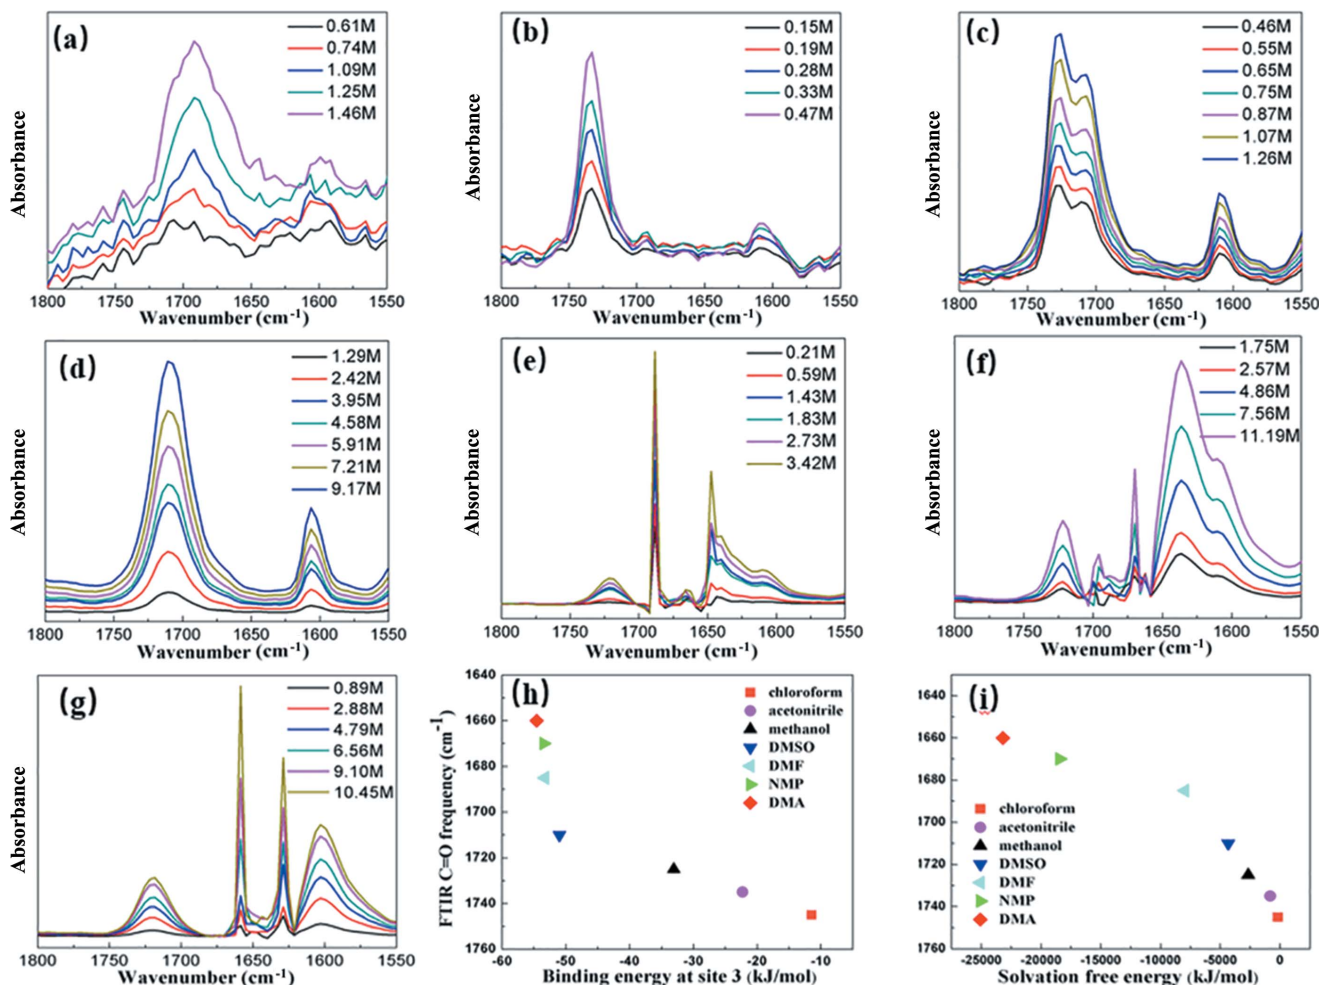 (a)
0.61M
0.74M
1.09M
1.25M
1.46M
Absorbance
1800 1750 1700 1650 1600 1550
Wavenumber (cm-1)
(b)
0.15M
0.19M
0.28M
0.33M
0.47M
Absorbance
1800 1750 1700 1650 1600 1550
Wavenumber (cm-1)
(c)
0.46M
0.55M
0.65M
0.75M
0.87M
1.07M
1.26M
Absorbance
1800 1750 1700 1650 1600 1550
Wavenumber (cm-1)
(d)
1.29M
2.42M
3.95M
4.58M
5.91M
7.21M
9.17M
Absorbance
1800 1750 1700 1650 1600 1550
Wavenumber (cm-1)
(e)
0.21M
0.59M
1.43M
1.83M
2.73M
3.42M
Absorbance
1800 1750 1700 1650 1600 1550
Wavenumber (cm-1)
(f)
1.75M
2.57M
4.86M
7.56M
11.19M
Absorbance
1800 1750 1700 1650 1600 1550
Wavenumber (cm-1)
(g)
0.89M
2.88M
4.79M
6.56M
9.10M
10.45M
Absorbance
1800 1750 1700 1650 1600 1550
Wavenumber (cm-1)
(h)
chloroform
acetonitrile
methanol
DMSO
DMF
NMP
DMA
FTIR C=O frequency (cm-1)
1640
1660
1680
1700
1720
1740
1760
-60 -50 -40 -30 -20 -10
Binding energy at site 3 (kJ/mol)
(i)
1640
1660
1680
1700
1720
1740
1760
chloroform
acetonitrile
methanol
DMSO
DMF
NMP
DMA
-25000 -20000 -15000 -10000 -5000 0
Solvation free energy (kJ/mol)